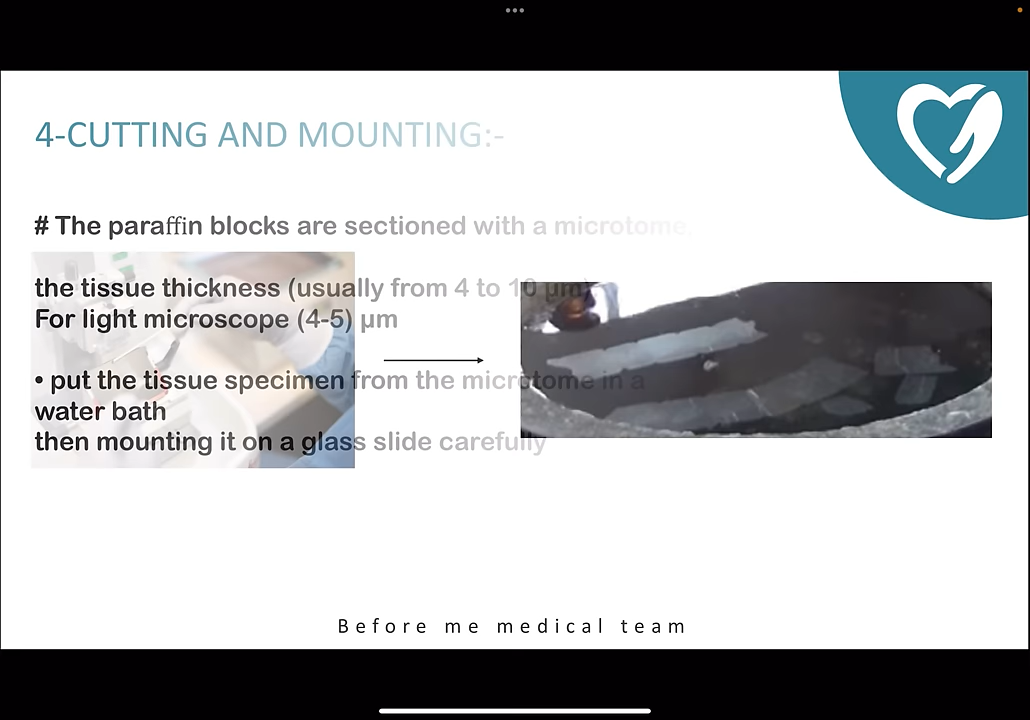 4-CUTTING AND MOUNTING:-
# The paraffin blocks are sectioned with a microtome,
the tissue thickness (usually from 4 to 10 µm)
For light microscope (4-5) µm
• put the tissue specimen from the microtome in a
water bath
then mounting it on a glass slide carefully
Before me medical team